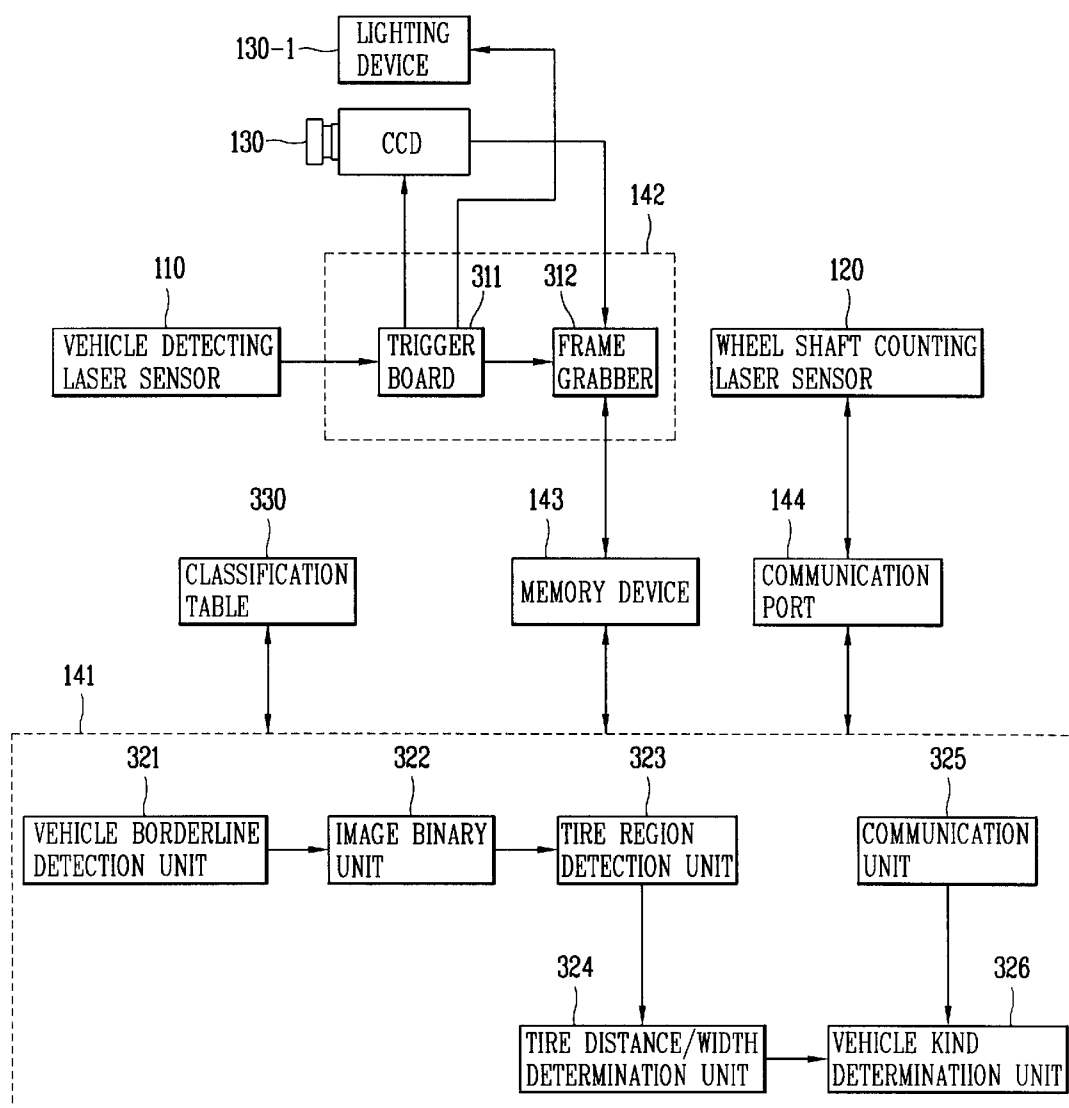 130-1
LIGHTING
DEVICE
130
CCD
142
110
311
312
120
VEHICLE DETECTING
LASER SENSOR
TRIGGER
BOARD
FRAME
GRABBER
WHEEL SHAFT COUNTING
LASER SENSOR
330
143
144
CLASSIFICATION
TABLE
MEMORY DEVICE
COMMUNICATION
PORT
141
321
322
323
325
VEHICLE BORDERLINE
DETECTION UNIT
IMAGE BINARY
UNIT
TIRE REGION
DETECTION UNIT
COMMUNICATION
UNIT
324
326
TIRE DISTANCE/WIDTH
DETERMINATION UNIT
VEHICLE KIND
DETERMINATIION UNIT